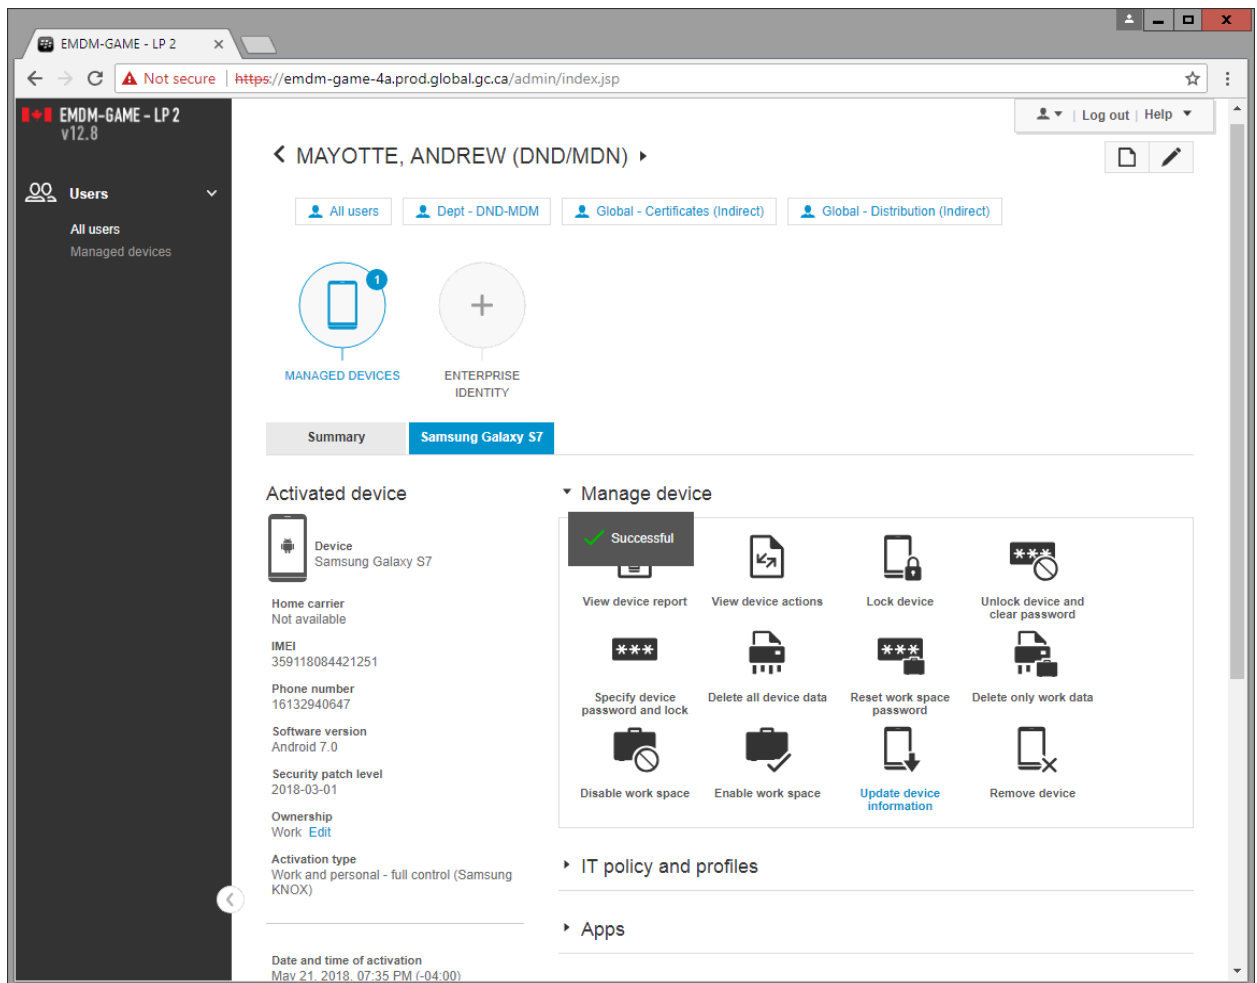 EMDM-GAME - LP 2
Not secure | https://emdm-game-4a.prod.global.gc.ca/admin/index.jsp
EMDM-GAME - LP 2
v12.8
Log out | Help
MAYOTTE, ANDREW (DND/MDN)
Users
All users
Managed devices
All users
Dept - DND-MDM
Global - Certificates (Indirect)
Global - Distribution (Indirect)
1
MANAGED DEVICES
ENTERPRISE
IDENTITY
Summary
Samsung Galaxy S7
Activated device
Device
Samsung Galaxy S7
Home carrier
Not available
IMEI
359118084421251
Phone number
16132940647
Software version
Android 7.0
Security patch level
2018-03-01
Ownership
Work Edit
Activation type
Work and personal - full control (Samsung
KNOX)
Date and time of activation
May 21, 2018, 07:35 PM (-04:00)
Manage device
Successful
View device report
View device actions
Lock device
Unlock device and
clear password
Specify device
password and lock
Delete all device data
Reset work space
password
Delete only work data
Disable work space
Enable work space
Update device
information
Remove device
IT policy and profiles
Apps